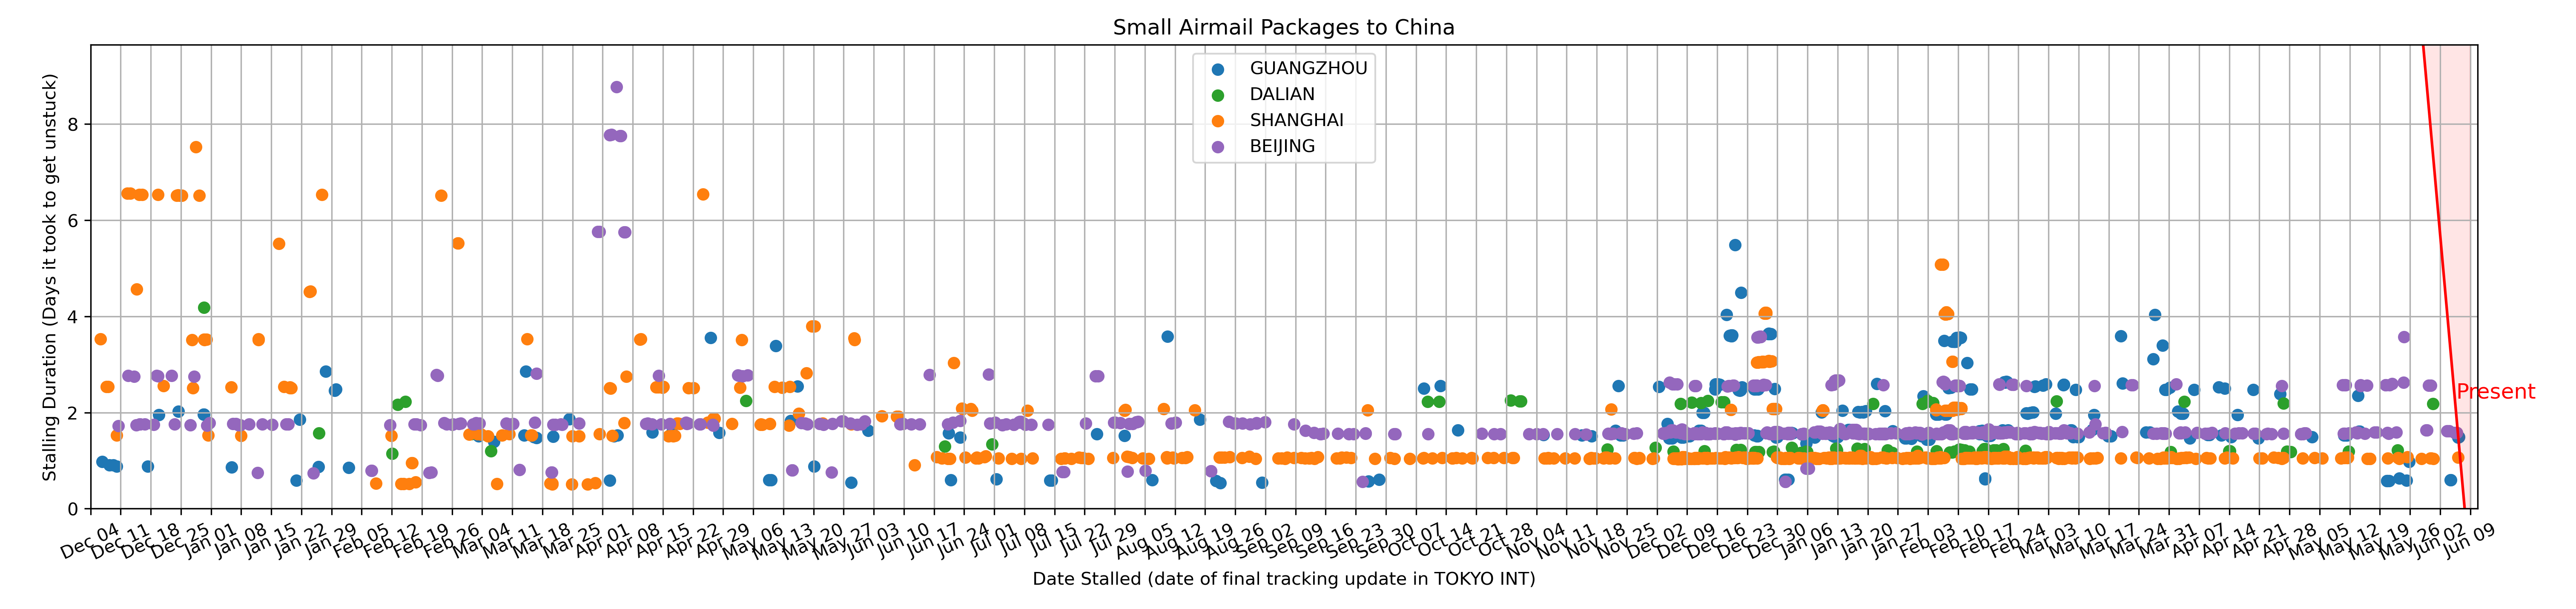 Small Airmail Packages to China
Stalling Duration (Days it took to get unstuck)
8
6
4
2
0
GUANGZHOU
DALIAN
SHANGHAI
BEIJING
Present
Dec 04
Dec 11
Dec 18
Dec 25
Jan 01
Jan 08
Jan 15
Jan 22
Jan 29
Feb 05
Feb 12
Feb 19
Feb 26
Mar 04
Mar 11
Mar 18
Mar 25
Apr 01
Apr 08
Apr 15
Apr 22
Apr 29
May 06
May 13
May 20
May 27
Jun 03
Jun 10
Jun 17
Jun 24
Jul 01
Jul 08
Jul 15
Jul 22
Jul 29
Aug 05
Aug 12
Aug 19
Aug 26
Sep 02
Sep 09
Sep 16
Sep 23
Sep 30
Oct 07
Oct 14
Oct 21
Oct 28
Nov 04
Nov 11
Nov 18
Nov 25
Dec 02
Dec 09
Dec 16
Dec 23
Dec 30
Jan 06
Jan 13
Jan 20
Jan 27
Feb 03
Feb 10
Feb 17
Feb 24
Mar 03
Mar 10
Mar 17
Mar 24
Mar 31
Apr 07
Apr 14
Apr 21
Apr 28
May 05
May 12
May 19
May 26
Jun 02
Jun 09
Date Stalled (date of final tracking update in TOKYO INT)